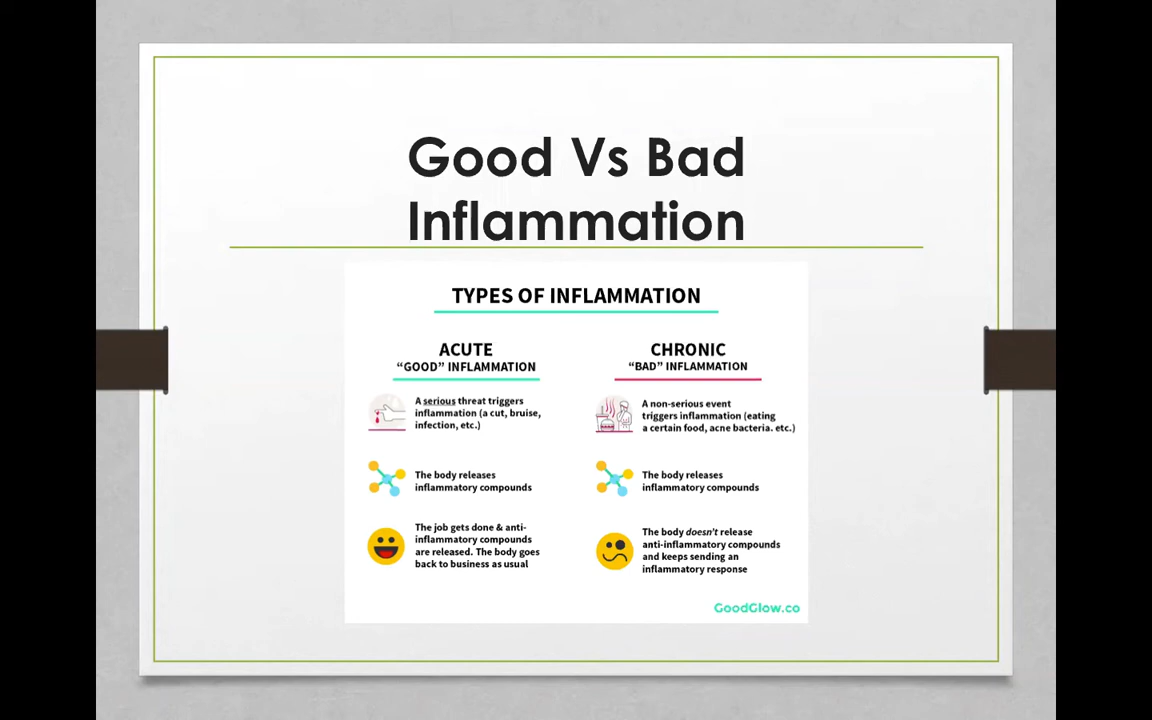 Good Vs Bad
Inflammation
TYPES OF INFLAMMATION
ACUTE
“GOOD” INFLAMMATION
A serious threat triggers
inflammation (a cut, bruise,
infection, etc.)
The body releases
inflammatory compounds
The job gets done & anti-
inflammatory compounds
are released. The body goes
back to business as usual
CHRONIC
“BAD” INFLAMMATION
A non-serious event
triggers inflammation (eating
a certain food, acne bacteria. etc.)
The body releases
inflammatory compounds
The body doesn’t release
anti-inflammatory compounds
and keeps sending an
inflammatory response
GoodGlow.co